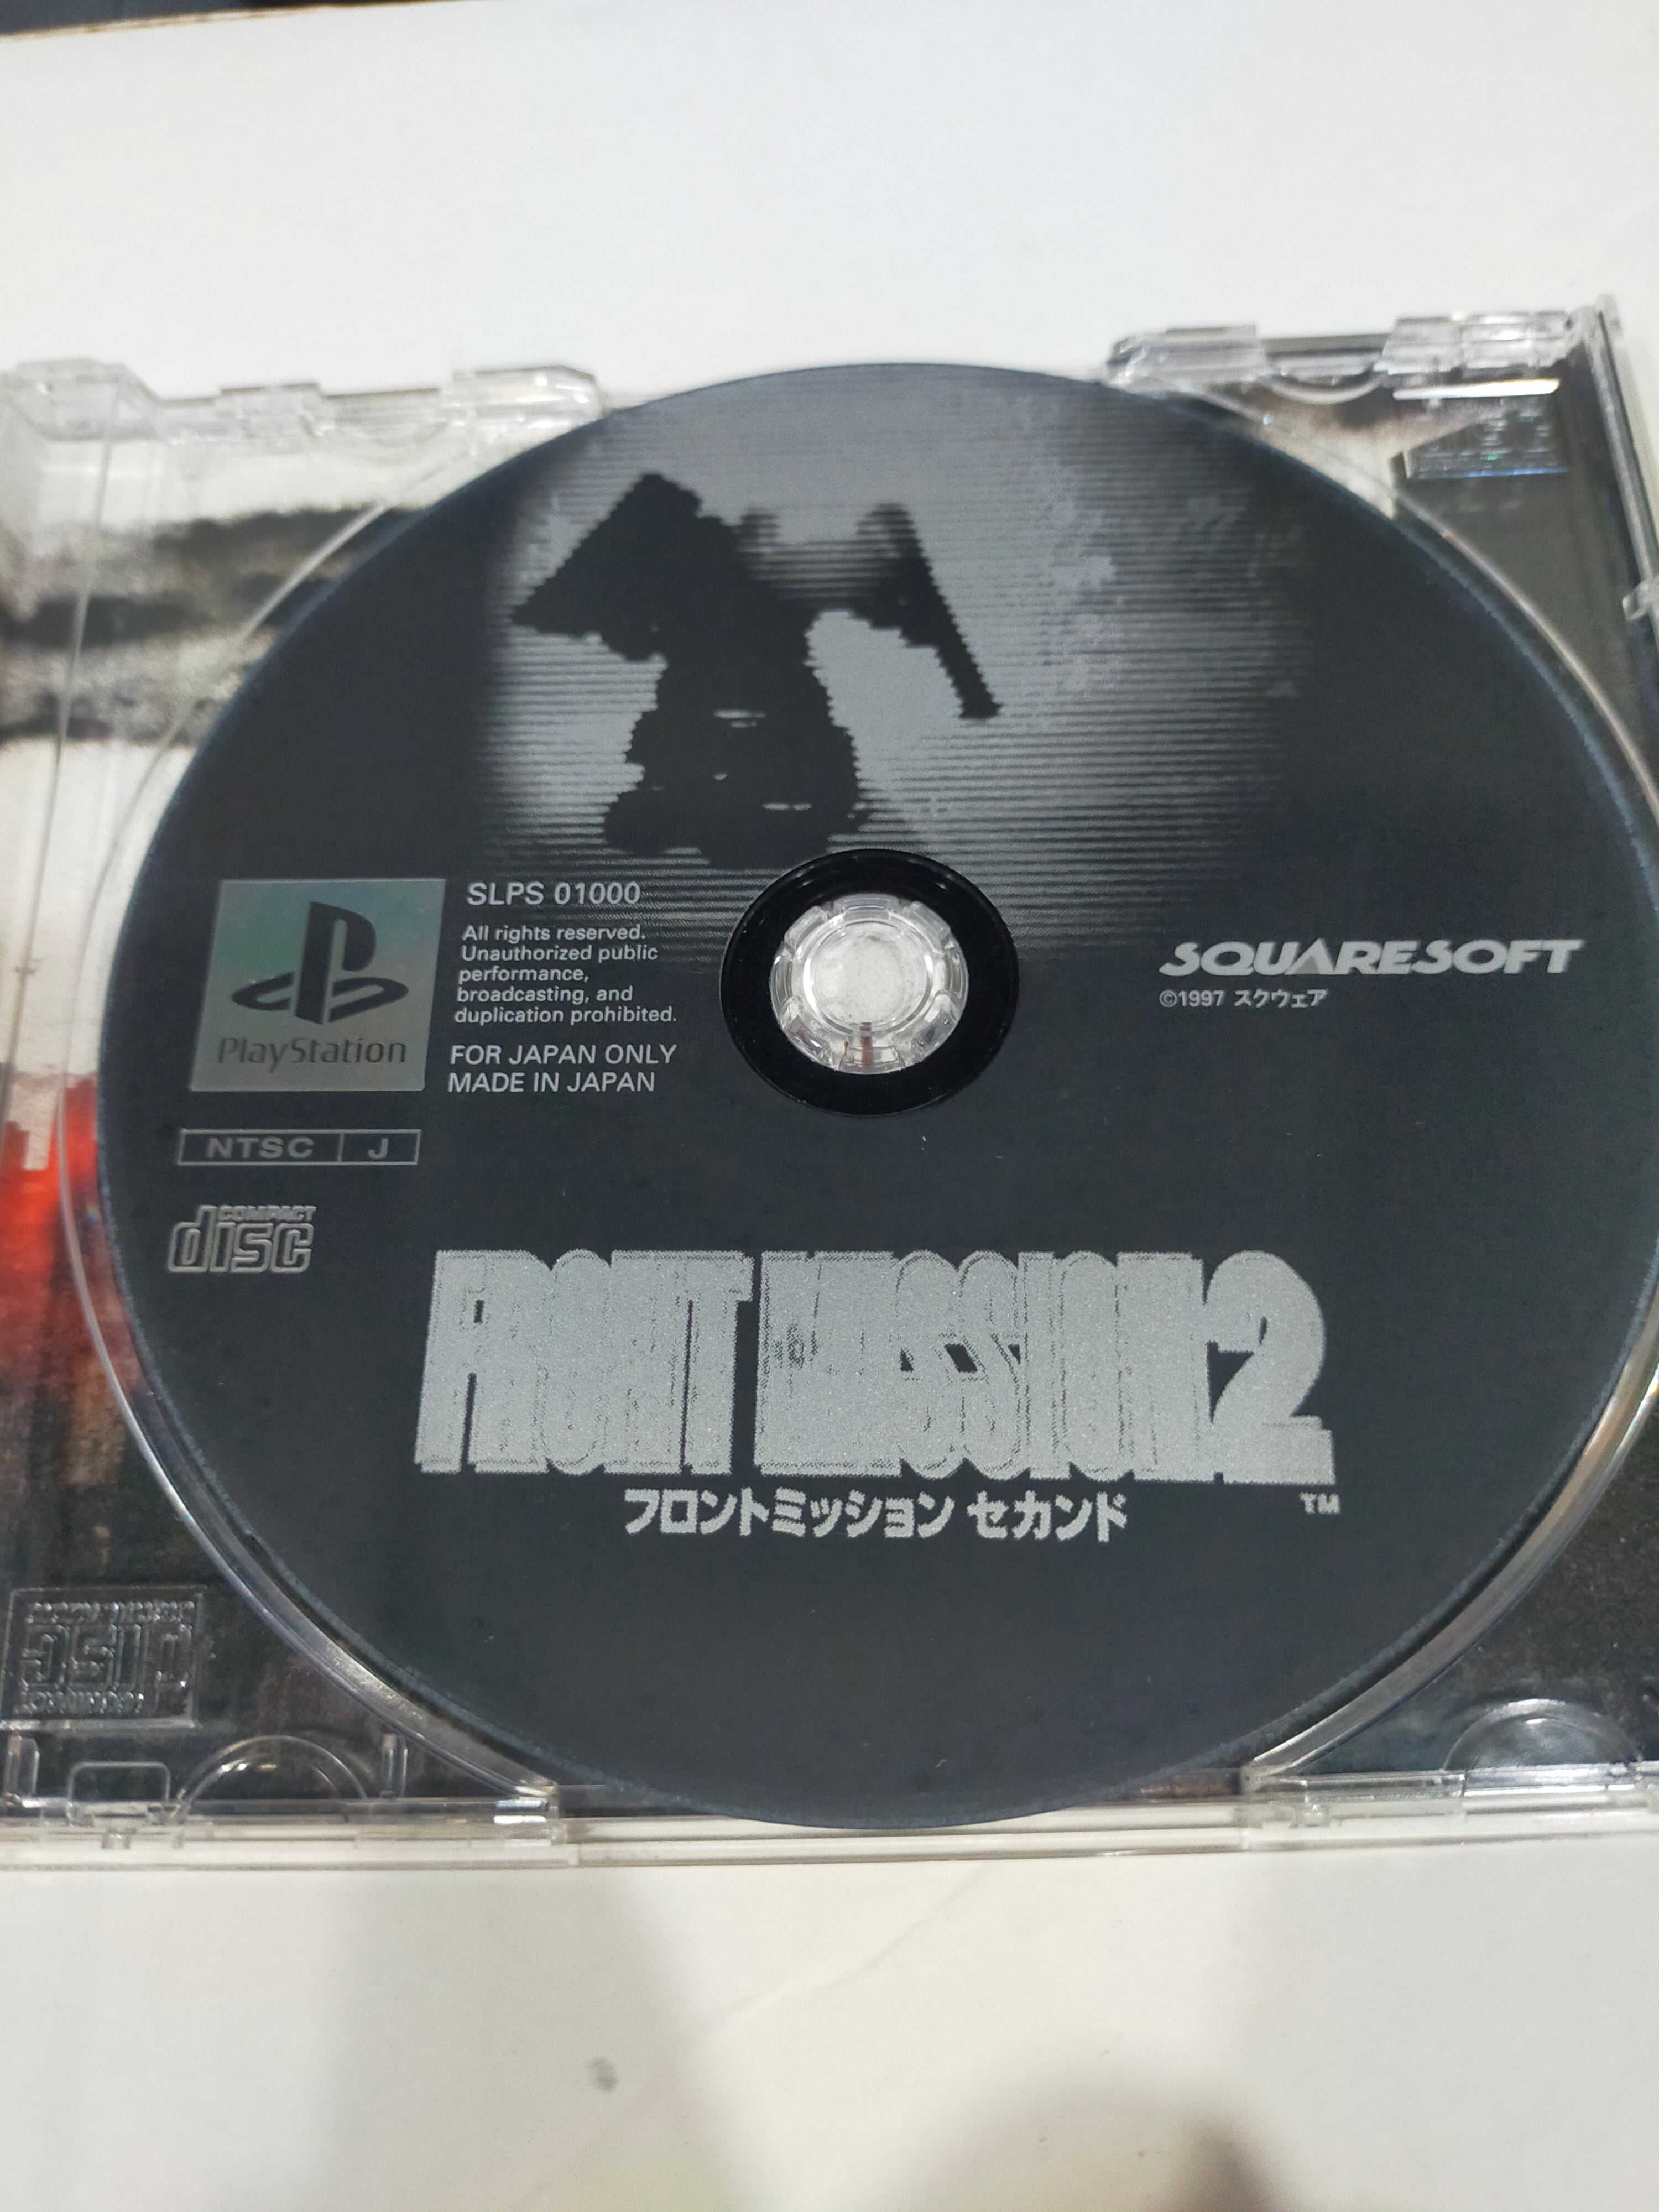 SLPS 01000
All rights reserved.
Unauthorized public
performance,
broadcasting, and
duplication prohibited.
FOR JAPAN ONLY
MADE IN JAPAN
PlayStation
NTSC J
COMPACT
disc
SQUARESOFT
©1997 スクウェア
FRONT MISSION 2
フロントミッション セカンド
TM